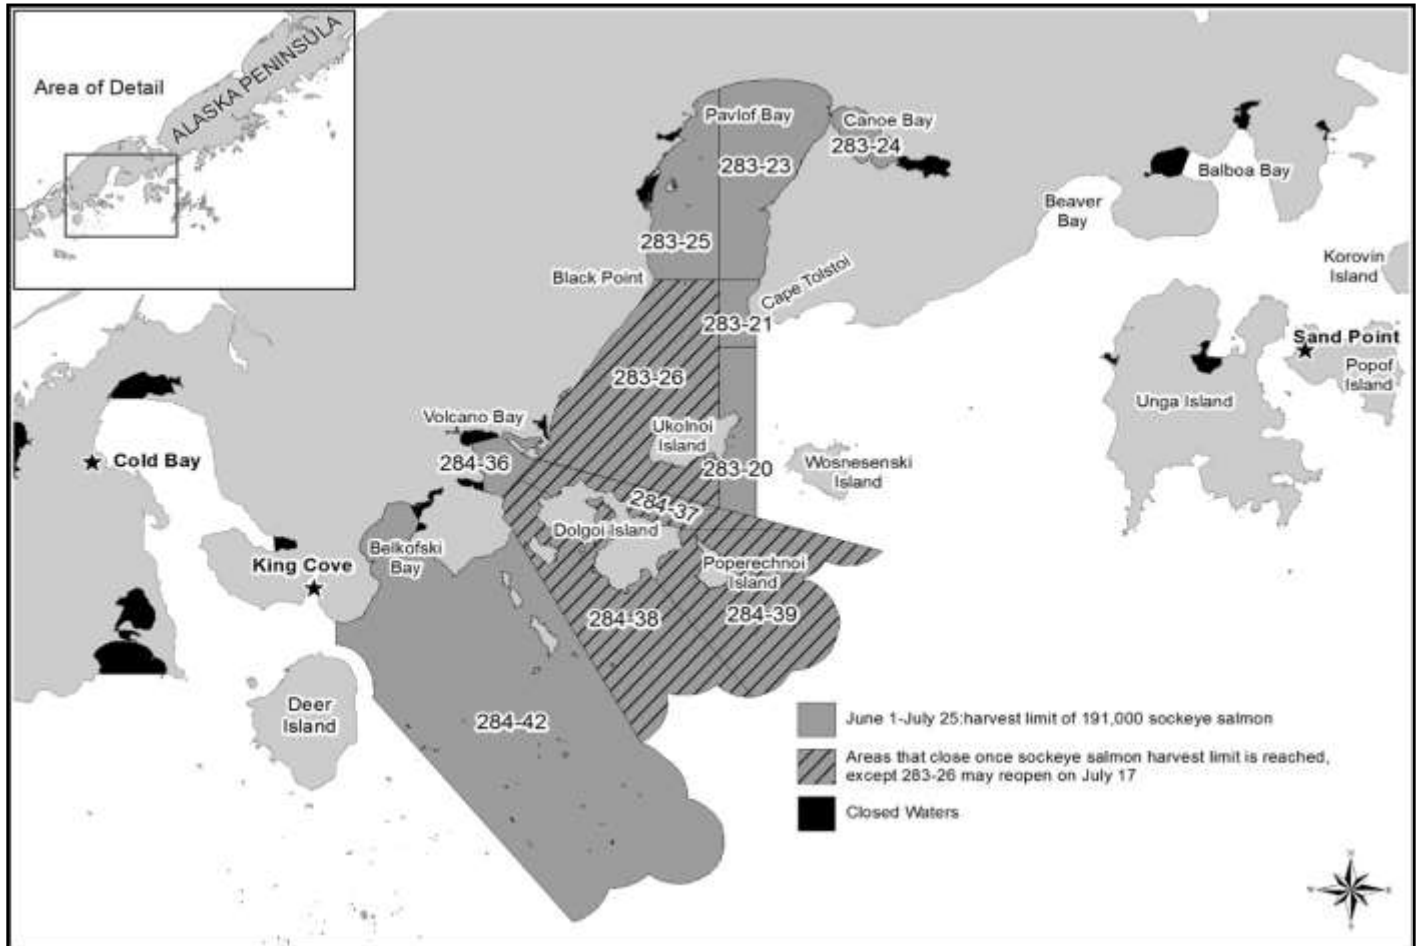 Area of Detail
ALASKA PENINSULA
Pavlof Bay
Canoe Bay
283-24
283-23
Balboa Bay
Beaver
Bay
283-25
Black Point
Cape Tolstoi
Korovin
Island
283-21
Sand Point
Popof
Island
283-26
Unga Island
Volcano Bay
Ukolnoi
Island
Cold Bay
284-36
283-20
Wosnesenski
Island
284-37
Dolgoi Island
Belkofski
Bay
King Cove
Poperechnoi
Island
284-38
284-39
Deer
Island
284-42
June 1-July 25:harvest limit of 191,000 sockeye salmon
Areas that close once sockeye salmon harvest limit is reached,
except 283-26 may reopen on July 17
Closed Waters